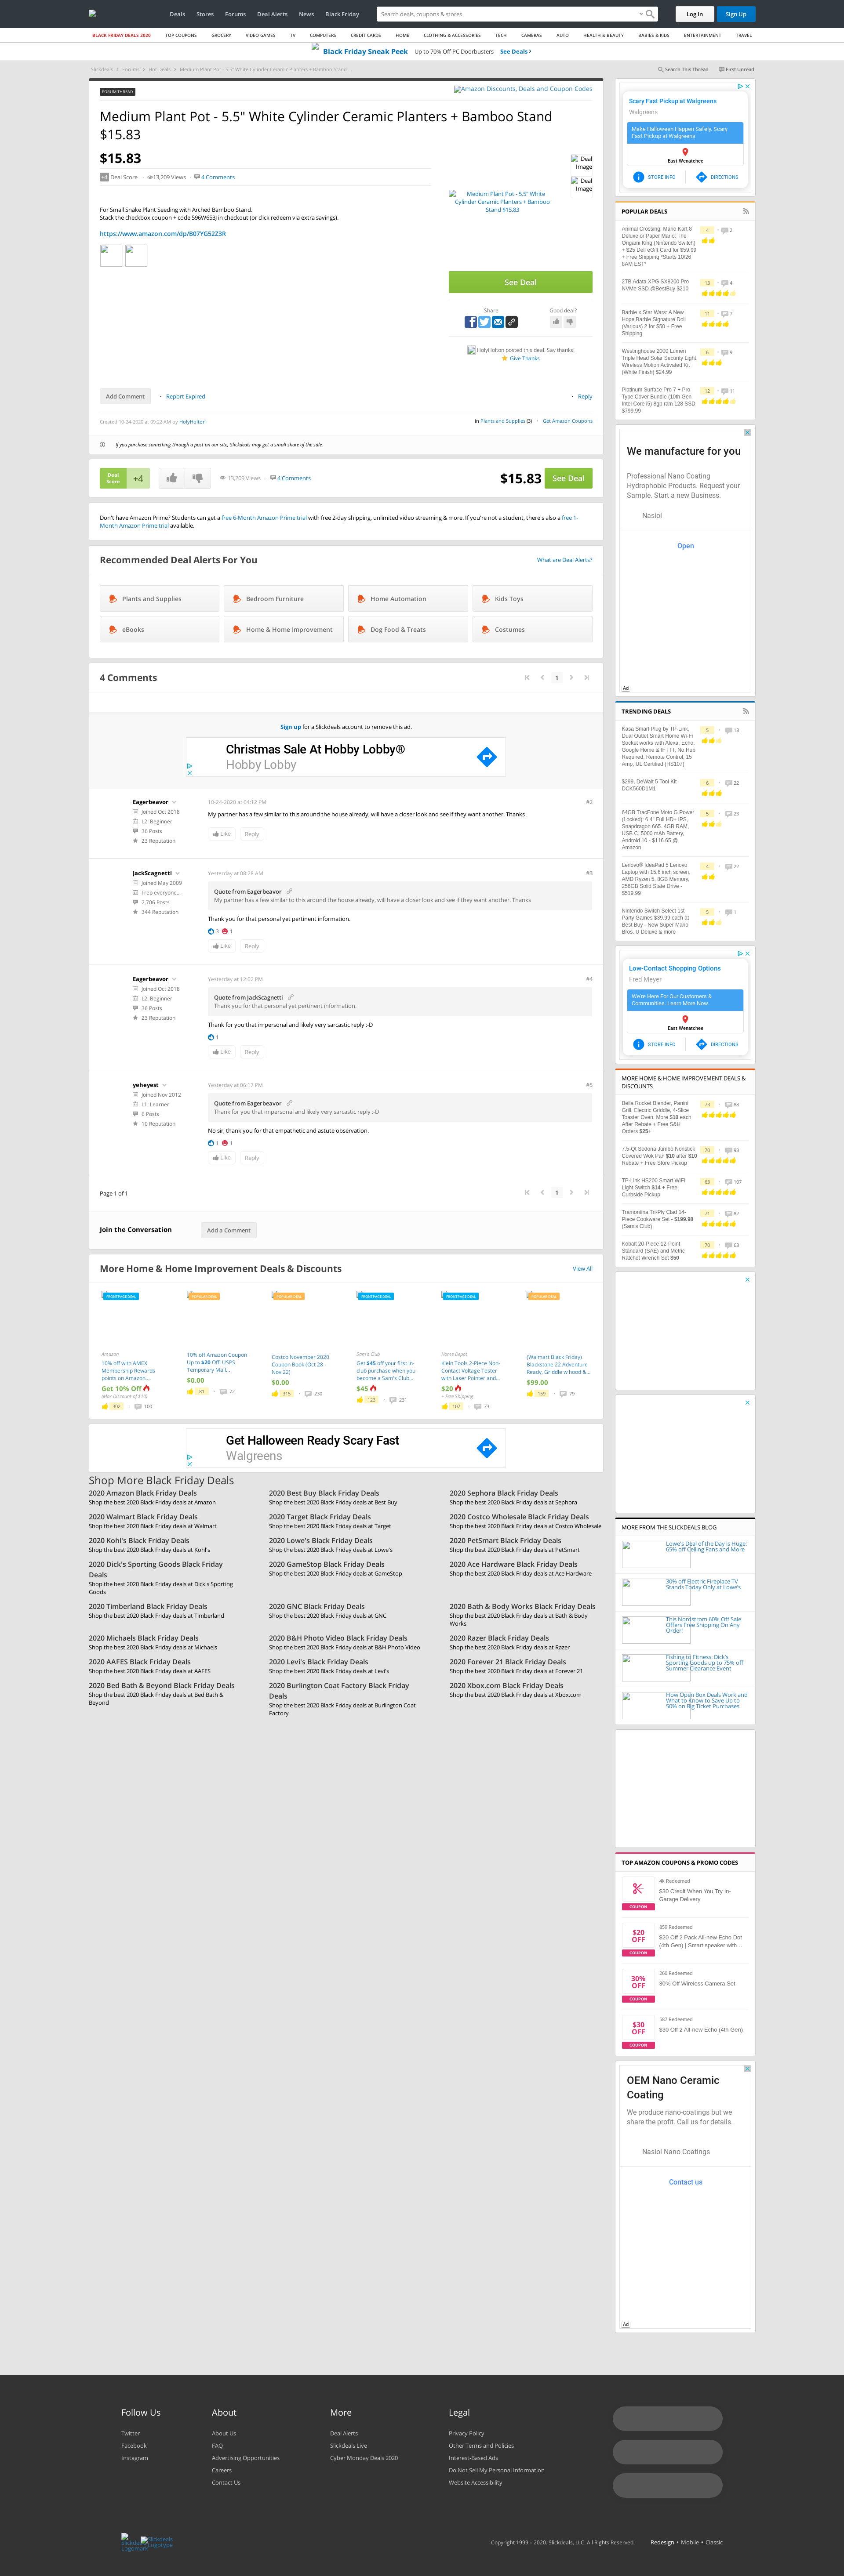 Deals Stores Forums Deal Alerts News Black Friday
Search deals, coupons & stores
Log In
Sign Up
BLACK FRIDAY DEALS 2020 TOP COUPONS GROCERY VIDEO GAMES TV COMPUTERS CREDIT CARDS HOME CLOTHING & ACCESSORIES TECH CAMERAS AUTO HEALTH & BEAUTY BABIES & KIDS ENTERTAINMENT TRAVEL
Black Friday Sneak Peek Up to 70% Off PC Doorbusters See Deals ›
Slickdeals › Forums › Hot Deals › Medium Plant Pot - 5.5" White Cylinder Ceramic Planters + Bamboo Stand ...
Search This Thread First Unread
FORUM THREAD
Amazon Discounts, Deals and Coupon Codes
Medium Plant Pot - 5.5" White Cylinder Ceramic Planters + Bamboo Stand
$15.83
$15.83
+4 Deal Score 13,209 Views 4 Comments
Deal Image
Deal Image
Medium Plant Pot - 5.5" White Cylinder Ceramic Planters + Bamboo Stand $15.83
For Small Snake Plant Seeding with Arched Bamboo Stand.
Stack the checkbox coupon + code S96W653J in checkout (or click redeem via extra savings).
https://www.amazon.com/dp/B07YG52Z3R
See Deal
Share
Good deal?
HolyHolton posted this deal. Say thanks!
Give Thanks
Add Comment
Report Expired
Reply
Created 10-24-2020 at 09:22 AM by HolyHolton
in Plants and Supplies (3) Get Amazon Coupons
If you purchase something through a post on our site, Slickdeals may get a small share of the sale.
Deal Score +4
13,209 Views 4 Comments
$15.83 See Deal
Don't have Amazon Prime? Students can get a free 6-Month Amazon Prime trial with free 2-day shipping, unlimited video streaming & more. If you're not a student, there's also a free 1-
Month Amazon Prime trial available.
Recommended Deal Alerts For You
What are Deal Alerts?
Plants and Supplies Bedroom Furniture Home Automation Kids Toys
eBooks Home & Home Improvement Dog Food & Treats Costumes
4 Comments
1
Sign up for a Slickdeals account to remove this ad.
Christmas Sale At Hobby Lobby®
Hobby Lobby
Eagerbeavor
Joined Oct 2018
L2: Beginner
36 Posts
23 Reputation
10-24-2020 at 04:12 PM
#2
My partner has a few similar to this around the house already, will have a closer look and see if they want another. Thanks
Like Reply
JackScagnetti
Joined May 2009
I rep everyone...
2,706 Posts
344 Reputation
Yesterday at 08:28 AM
#3
Quote from Eagerbeavor
My partner has a few similar to this around the house already, will have a closer look and see if they want another. Thanks
Thank you for that personal yet pertinent information.
3 1
Like Reply
Eagerbeavor
Joined Oct 2018
L2: Beginner
36 Posts
23 Reputation
Yesterday at 12:02 PM
#4
Quote from JackScagnetti
Thank you for that personal yet pertinent information.
Thank you for that impersonal and likely very sarcastic reply :-D
1
Like Reply
yeheyest
Joined Nov 2012
L1: Learner
6 Posts
10 Reputation
Yesterday at 06:17 PM
#5
Quote from Eagerbeavor
Thank you for that impersonal and likely very sarcastic reply :-D
No sir, thank you for that empathetic and astute observation.
1 1
Like Reply
Page 1 of 1
1
Join the Conversation Add a Comment
More Home & Home Improvement Deals & Discounts
View All
FRONTPAGE DEAL
Amazon
10% off with AMEX Membership Rewards points on Amazon....
Get 10% Off
(Max Discount of $10)
302 100
POPULAR DEAL
10% off Amazon Coupon Up to $20 Off! USPS Temporary Mail...
$0.00
81 72
POPULAR DEAL
Costco November 2020 Coupon Book (Oct 28 - Nov 22)
$0.00
315 230
FRONTPAGE DEAL
Sam's Club
Get $45 off your first in-club purchase when you become a Sam's Club...
$45
123 231
FRONTPAGE DEAL
Home Depot
Klein Tools 2-Piece Non-Contact Voltage Tester with Laser Pointer and...
$20
+ Free Shipping
107 73
POPULAR DEAL
(Walmart Black Friday) Blackstone 22 Adventure Ready, Griddle w hood &...
$99.00
159 79
Get Halloween Ready Scary Fast
Walgreens
Shop More Black Friday Deals
2020 Amazon Black Friday Deals
Shop the best 2020 Black Friday deals at Amazon
2020 Best Buy Black Friday Deals
Shop the best 2020 Black Friday deals at Best Buy
2020 Sephora Black Friday Deals
Shop the best 2020 Black Friday deals at Sephora
2020 Walmart Black Friday Deals
Shop the best 2020 Black Friday deals at Walmart
2020 Target Black Friday Deals
Shop the best 2020 Black Friday deals at Target
2020 Costco Wholesale Black Friday Deals
Shop the best 2020 Black Friday deals at Costco Wholesale
2020 Kohl's Black Friday Deals
Shop the best 2020 Black Friday deals at Kohl's
2020 Lowe's Black Friday Deals
Shop the best 2020 Black Friday deals at Lowe's
2020 PetSmart Black Friday Deals
Shop the best 2020 Black Friday deals at PetSmart
2020 Dick's Sporting Goods Black Friday Deals
Shop the best 2020 Black Friday deals at Dick's Sporting Goods
2020 GameStop Black Friday Deals
Shop the best 2020 Black Friday deals at GameStop
2020 Ace Hardware Black Friday Deals
Shop the best 2020 Black Friday deals at Ace Hardware
2020 Timberland Black Friday Deals
Shop the best 2020 Black Friday deals at Timberland
2020 GNC Black Friday Deals
Shop the best 2020 Black Friday deals at GNC
2020 Bath & Body Works Black Friday Deals
Shop the best 2020 Black Friday deals at Bath & Body Works
2020 Michaels Black Friday Deals
Shop the best 2020 Black Friday deals at Michaels
2020 B&H Photo Video Black Friday Deals
Shop the best 2020 Black Friday deals at B&H Photo Video
2020 Razer Black Friday Deals
Shop the best 2020 Black Friday deals at Razer
2020 AAFES Black Friday Deals
Shop the best 2020 Black Friday deals at AAFES
2020 Levi's Black Friday Deals
Shop the best 2020 Black Friday deals at Levi's
2020 Forever 21 Black Friday Deals
Shop the best 2020 Black Friday deals at Forever 21
2020 Bed Bath & Beyond Black Friday Deals
Shop the best 2020 Black Friday deals at Bed Bath & Beyond
2020 Burlington Coat Factory Black Friday Deals
Shop the best 2020 Black Friday deals at Burlington Coat Factory
2020 Xbox.com Black Friday Deals
Shop the best 2020 Black Friday deals at Xbox.com
Scary Fast Pickup at Walgreens
Walgreens
Make Halloween Happen Safely. Scary Fast Pickup at Walgreens
East Wenatchee
STORE INFO DIRECTIONS
POPULAR DEALS
Animal Crossing, Mario Kart 8 Deluxe or Paper Mario: The Origami King (Nintendo Switch) + $25 Dell eGift Card for $59.99 + Free Shipping *Starts 10/26 8AM EST*
4 2
2TB Adata XPG SX8200 Pro NVMe SSD @BestBuy $210
13 4
Barbie x Star Wars: A New Hope Barbie Signature Doll (Various) 2 for $50 + Free Shipping
11 7
Westinghouse 2000 Lumen Triple Head Solar Security Light, Wireless Motion Activated Kit (White Finish) $24.99
6 9
Platinum Surface Pro 7 + Pro Type Cover Bundle (10th Gen Intel Core i5) 8gb ram 128 SSD $799.99
12 11
We manufacture for you
Professional Nano Coating Hydrophobic Products. Request your Sample. Start a new Business.
Nasiol
Open
Ad
TRENDING DEALS
Kasa Smart Plug by TP-Link, Dual Outlet Smart Home Wi-Fi Socket works with Alexa, Echo, Google Home & IFTTT, No Hub Required, Remote Control, 15 Amp, UL Certified (HS107)
5 18
$299, DeWalt 5 Tool Kit DCK560D1M1
6 22
64GB TracFone Moto G Power (Locked): 6.4" Full HD+ IPS, Snapdragon 665, 4GB RAM, USB C, 5000 mAh Battery, Android 10 - $116.65 @ Amazon
5 23
Lenovo® IdeaPad 5 Lenovo Laptop with 15.6 inch screen, AMD Ryzen 5, 8GB Memory, 256GB Solid State Drive - $519.99
4 22
Nintendo Switch Select 1st Party Games $39.99 each at Best Buy - New Super Mario Bros. U Deluxe & more
5 1
Low-Contact Shopping Options
Fred Meyer
We're Here For Our Customers & Communities. Learn More Now.
East Wenatchee
STORE INFO DIRECTIONS
MORE HOME & HOME IMPROVEMENT DEALS & DISCOUNTS
Bella Rocket Blender, Panini Grill, Electric Griddle, 4-Slice Toaster Oven, More $10 each After Rebate + Free S&H Orders $25+
73 88
7.5-Qt Sedona Jumbo Nonstick Covered Wok Pan $10 after $10 Rebate + Free Store Pickup
70 93
TP-Link HS200 Smart WiFi Light Switch $14 + Free Curbside Pickup
63 107
Tramontina Tri-Ply Clad 14-Piece Cookware Set - $199.98 (Sam's Club)
71 82
Kobalt 20-Piece 12-Point Standard (SAE) and Metric Ratchet Wrench Set $50
70 63
MORE FROM THE SLICKDEALS BLOG
Lowe's Deal of the Day is Huge: 65% off Ceiling Fans and More
30% off Electric Fireplace TV Stands Today Only at Lowe's
This Nordstrom 60% Off Sale Offers Free Shipping On Any Order!
Fishing to Fitness: Dick's Sporting Goods up to 75% off Summer Clearance Event
How Open Box Deals Work and What to Know to Save Up to 50% on Big Ticket Purchases
TOP AMAZON COUPONS & PROMO CODES
4k Redeemed
$30 Credit When You Try In-Garage Delivery
COUPON
$20 OFF
859 Redeemed
$20 Off 2 Pack All-new Echo Dot (4th Gen) | Smart speaker with...
COUPON
30% OFF
260 Redeemed
30% Off Wireless Camera Set
COUPON
$30 OFF
587 Redeemed
$30 Off 2 All-new Echo (4th Gen)
COUPON
OEM Nano Ceramic Coating
We produce nano-coatings but we share the profit. Call us for details.
Nasiol Nano Coatings
Contact us
Ad
Follow Us
Twitter
Facebook
Instagram
About
About Us
FAQ
Advertising Opportunities
Careers
Contact Us
More
Deal Alerts
Slickdeals Live
Cyber Monday Deals 2020
Legal
Privacy Policy
Other Terms and Policies
Interest-Based Ads
Do Not Sell My Personal Information
Website Accessibility
Slickdeals Logomark
Slickdeals Logotype
Copyright 1999 - 2020. Slickdeals, LLC. All Rights Reserved. Redesign • Mobile • Classic